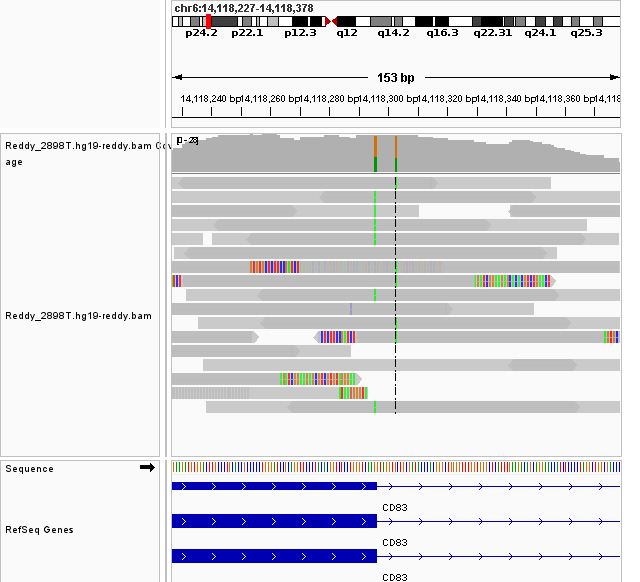 chr6:14,118,227-14,118,378
p24.2 p22.1 p12.3 q12 q14.2 q16.3 q22.31 q24.1 q25.3
153 bp
14,118,240 bp 14,118,260 bp 14,118,280 bp 14,118,300 bp 14,118,320 bp 14,118,340 bp 14,118,360 bp 14,118
[0 - 28]
Reddy_2898T.hg19-reddy.bam Cov
age
Reddy_2898T.hg19-reddy.bam
Sequence
CD83
RefSeq Genes
CD83
CD83